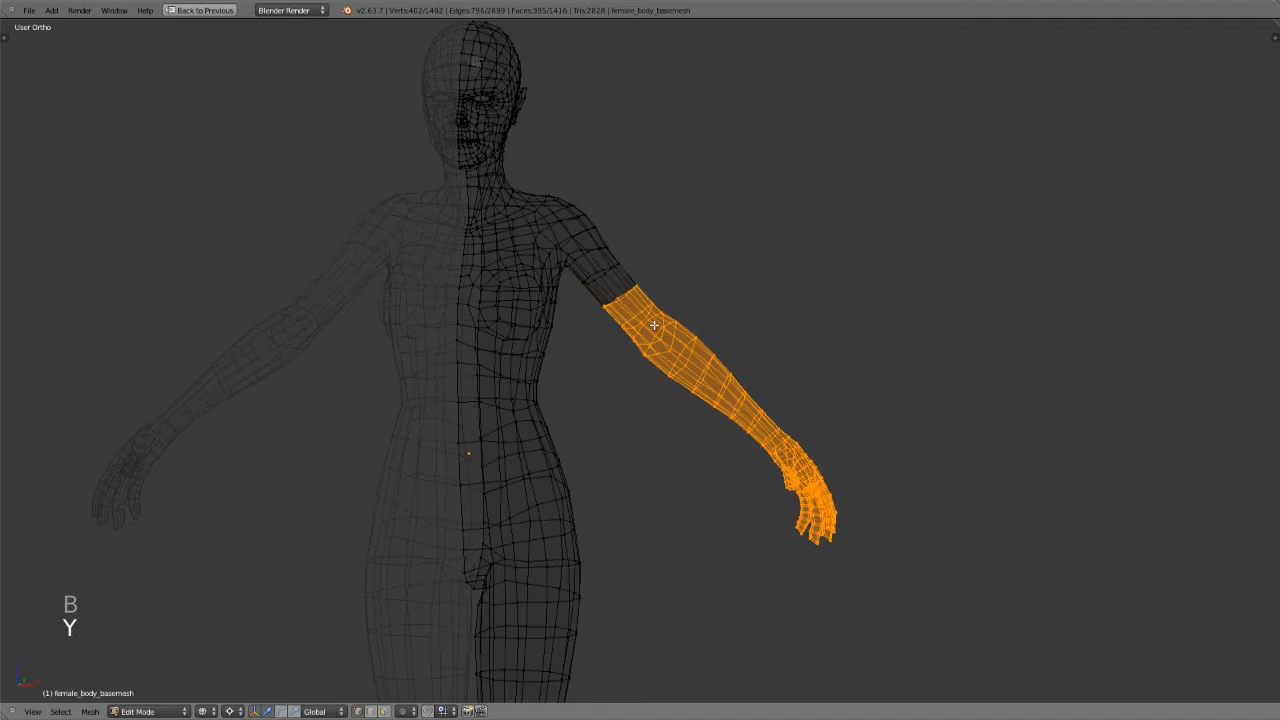 File Add Render Window Help Back to Previous Blender Render v2.63.7 | Verts:402/1482 | Edges:796/2899 | Faces:395/1416 | Tris:2828 | female_body_basemesh
User Ortho
B
Y
(1) female_body_basemesh
View Select Mesh Edit Mode Global